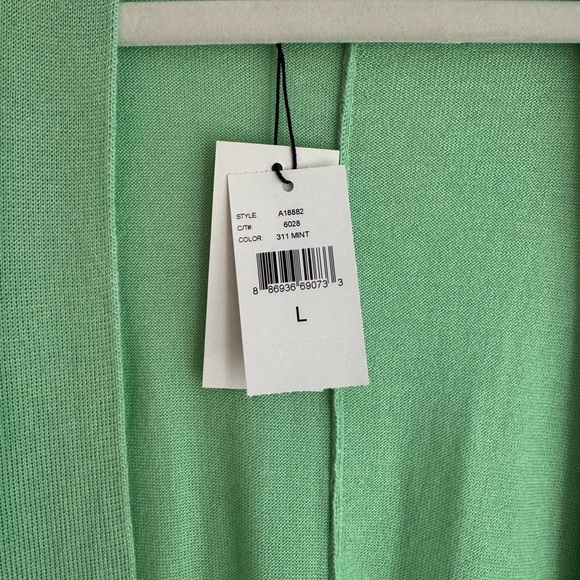 STYLE A18882
C/T# 6028
COLOR: 311 MINT
8 86936 69073 3
L